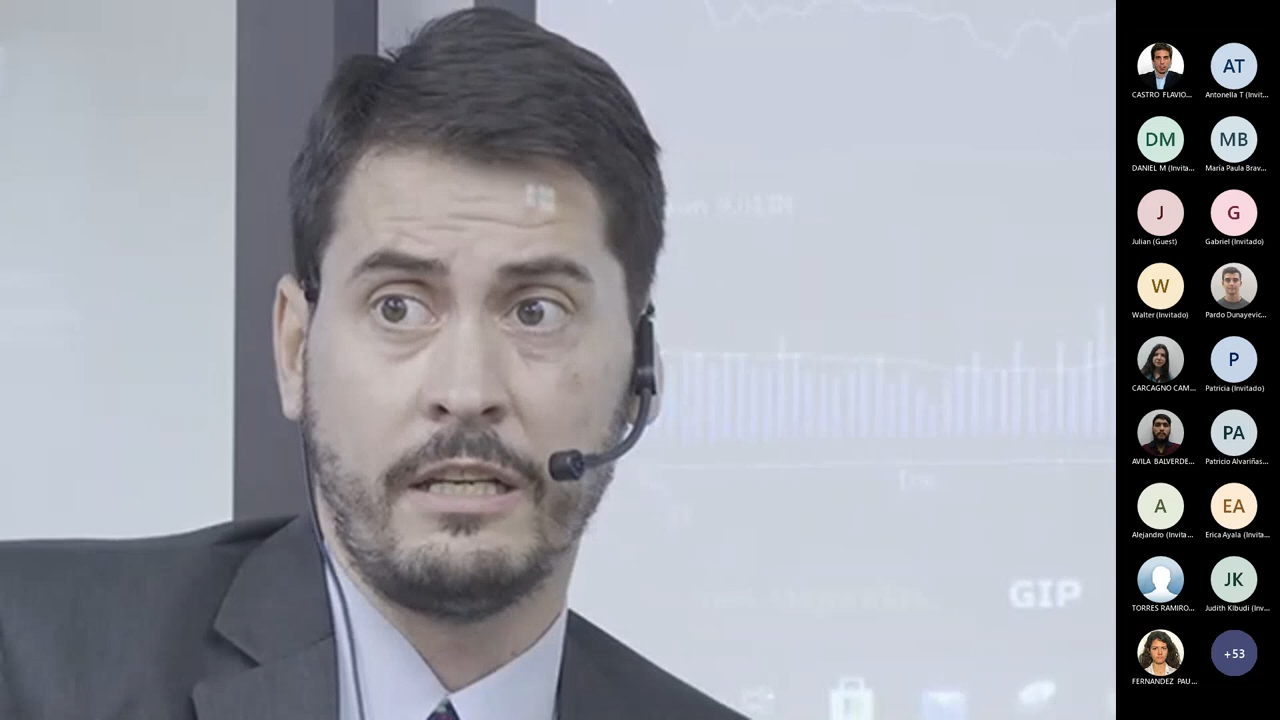 CASTRO FLAVIO...
AT
Antonella T (Invit...
DM
DANIEL M (Invita...
MB
María Paula Brav...
J
Julian (Guest)
G
Gabriel (Invitado)
W
Walter (Invitado)
Pardo Dunayevic...
CARCAGNO CAM...
P
Patricia (Invitado)
AVILA BALVERDE...
PA
Patricio Alvariñas...
A
Alejandro (Invita...
EA
Erica Ayala (Invita...
TORRES RAMIRO...
JK
Judith Klbudi (Inv...
FERNANDEZ PAU...
+53
GIP